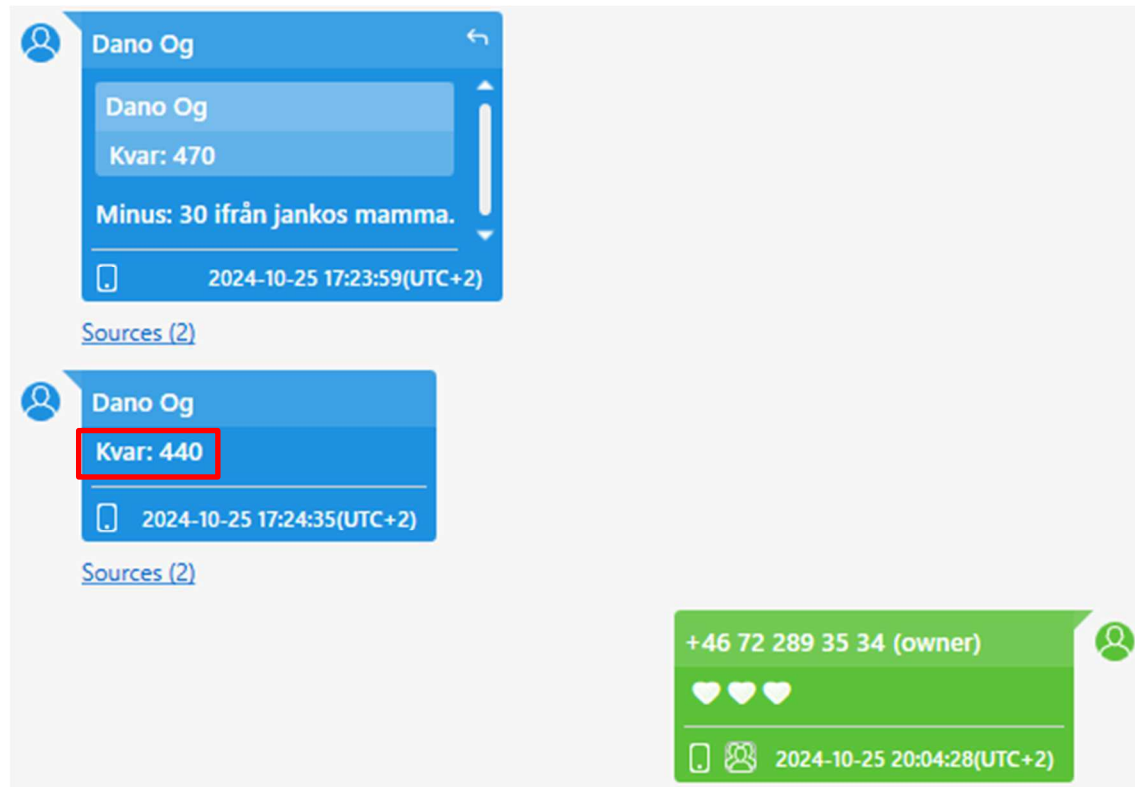 Dano Og
Dano Og
Kvar: 470
Minus: 30 ifrån jankos mamma.
2024-10-25 17:23:59(UTC+2)
Sources (2)
Dano Og
Kvar: 440
2024-10-25 17:24:35(UTC+2)
Sources (2)
+46 72 289 35 34 (owner)
2024-10-25 20:04:28(UTC+2)